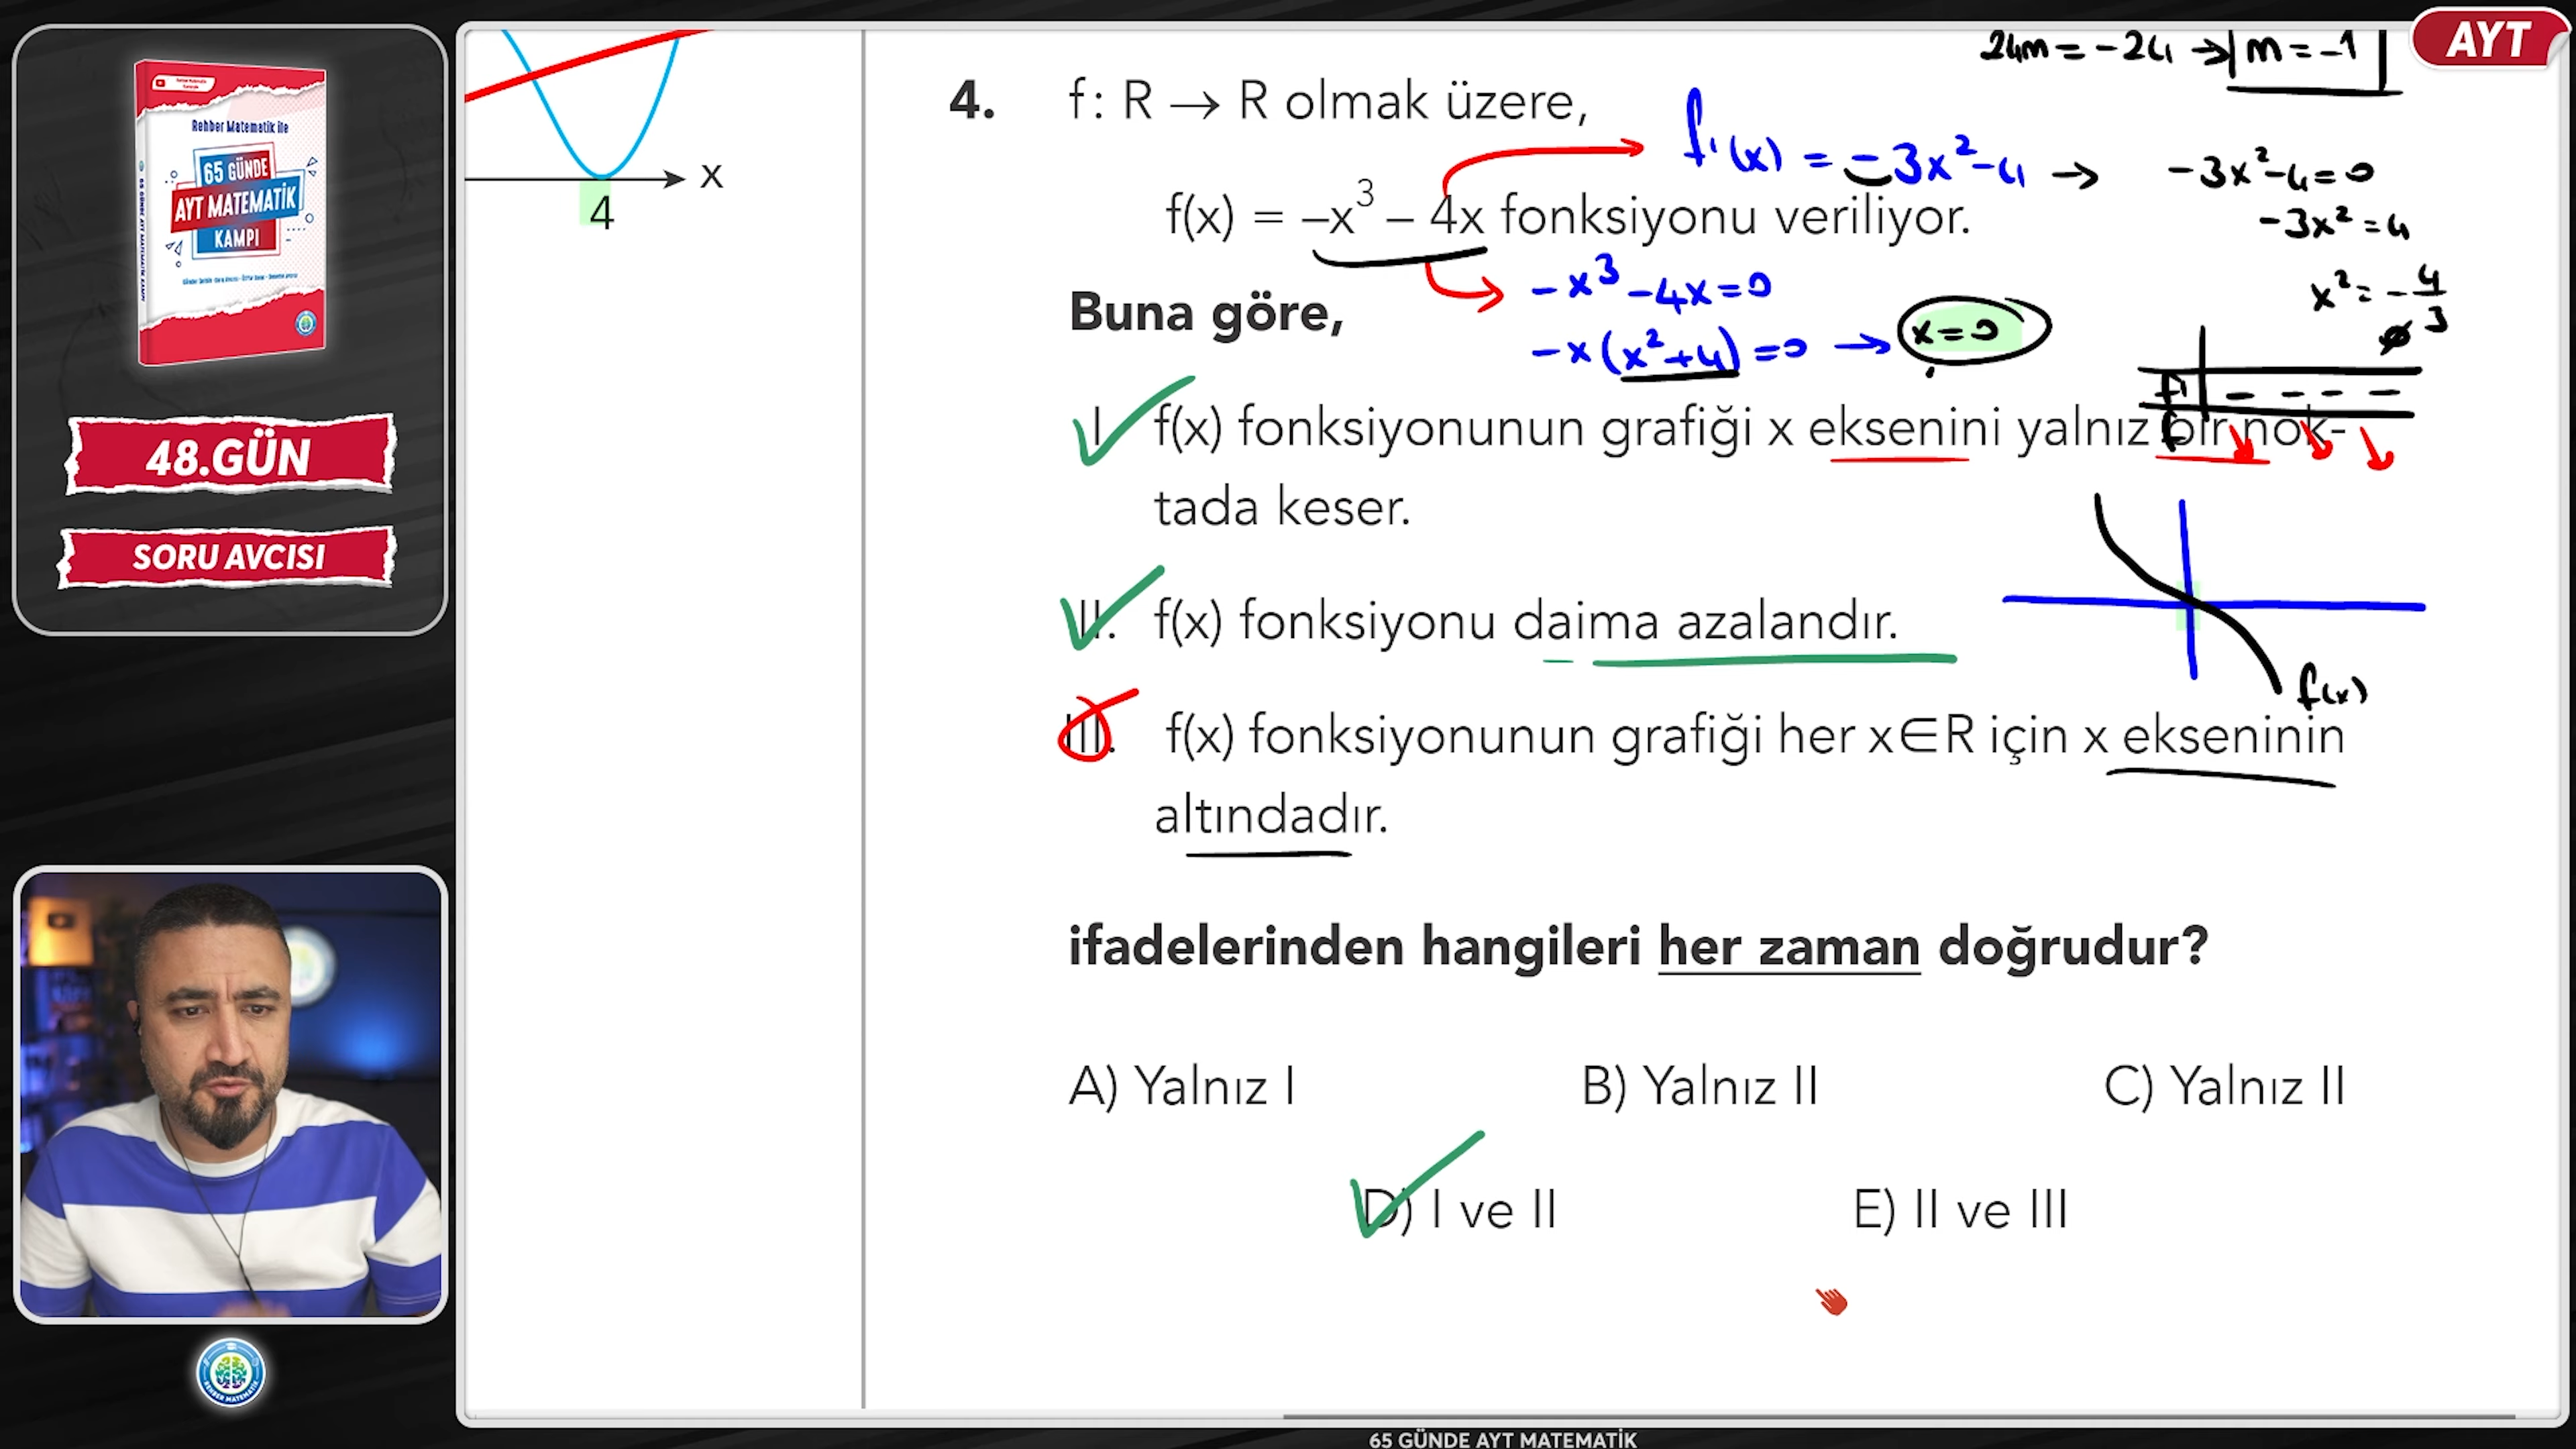 AYT
Rehber Matematik ile
65 GÜNDE
AYT MATEMATİK
KAMPI
48.GÜN
SORU AVCISI
x
4
24m = -24 → m = -1
4. f: R → R olmak üzere,
f'(x) = -3x² - 4 →
-3x² - 4 = 0
f(x) = –x³ – 4x fonksiyonu veriliyor.
-3x² = 4
-x³ - 4x = 0
x² = -4/3
Buna göre,
-x(x² + 4) = 0 → x = 0
∅
f' - - - -
I. f(x) fonksiyonunun grafiği x eksenini yalnız bir nok-
f
tada keser.
II. f(x) fonksiyonu daima azalandır.
f(x)
III. f(x) fonksiyonunun grafiği her x∈R için x ekseninin
altındadır.
ifadelerinden hangileri her zaman doğrudur?
A) Yalnız I B) Yalnız II C) Yalnız II
D) I ve II E) II ve III
REHBER MATEMATİK
65 GÜNDE AYT MATEMATİK